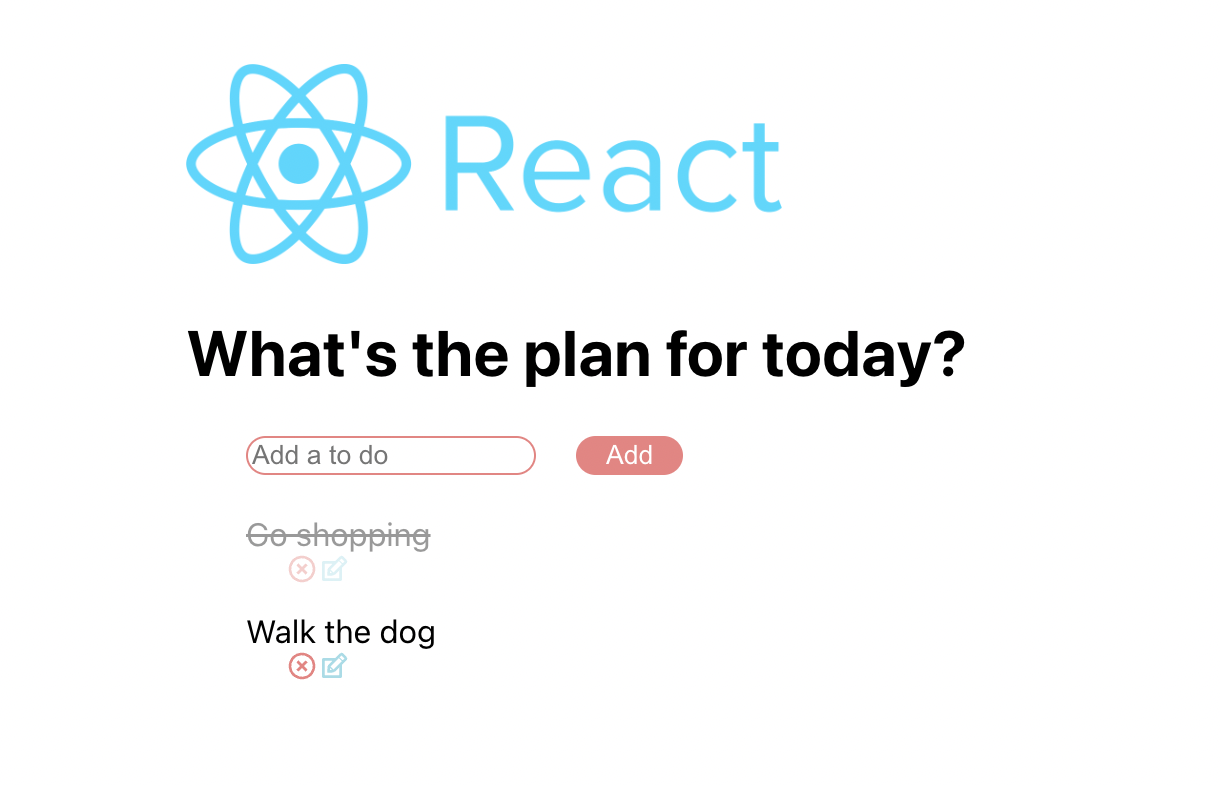 React
What's the plan for today?
Add a to do Add
Go shopping
Walk the dog